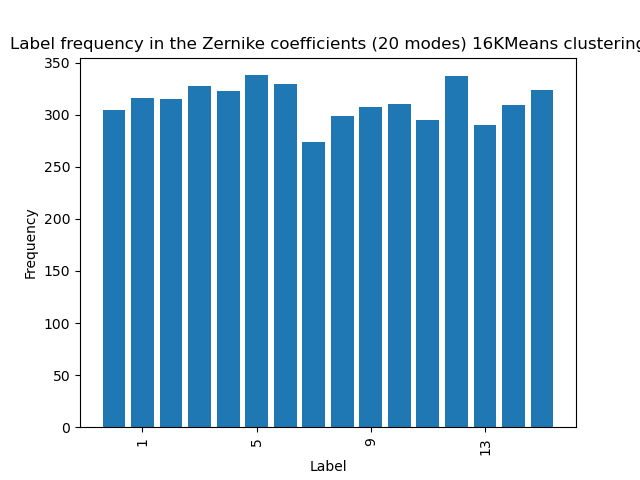 Label frequency in the Zernike coefficients (20 modes) 16KMeans clustering
350
300
250
200
150
100
50
0
Frequency
1 5 9 13
Label